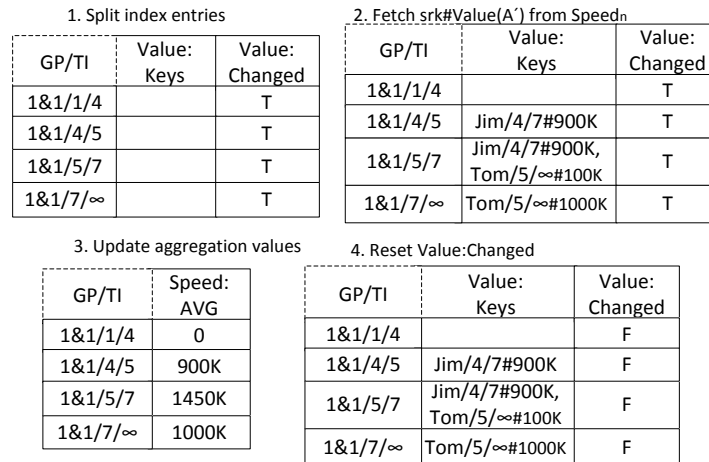 1. Split index entries
GP/TI Value: Keys Value: Changed
1&1/1/4 T
1&1/4/5 T
1&1/5/7 T
1&1/7/∞ T
2. Fetch srk#Value(A´) from Speedn
GP/TI Value: Keys Value: Changed
1&1/1/4 T
1&1/4/5 Jim/4/7#900K T
1&1/5/7 Jim/4/7#900K, Tom/5/∞#100K T
1&1/7/∞ Tom/5/∞#1000K T
3. Update aggregation values
GP/TI Speed: AVG
1&1/1/4 0
1&1/4/5 900K
1&1/5/7 1450K
1&1/7/∞ 1000K
4. Reset Value:Changed
GP/TI Value: Keys Value: Changed
1&1/1/4 F
1&1/4/5 Jim/4/7#900K F
1&1/5/7 Jim/4/7#900K, Tom/5/∞#100K F
1&1/7/∞ Tom/5/∞#1000K F